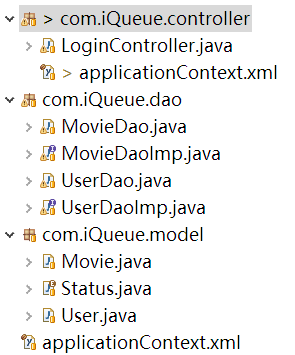 > com.iQueue.controller
LoginController.java
> applicationContext.xml
com.iQueue.dao
MovieDao.java
MovieDaoImp.java
UserDao.java
UserDaoImp.java
com.iQueue.model
Movie.java
Status.java
User.java
applicationContext.xml